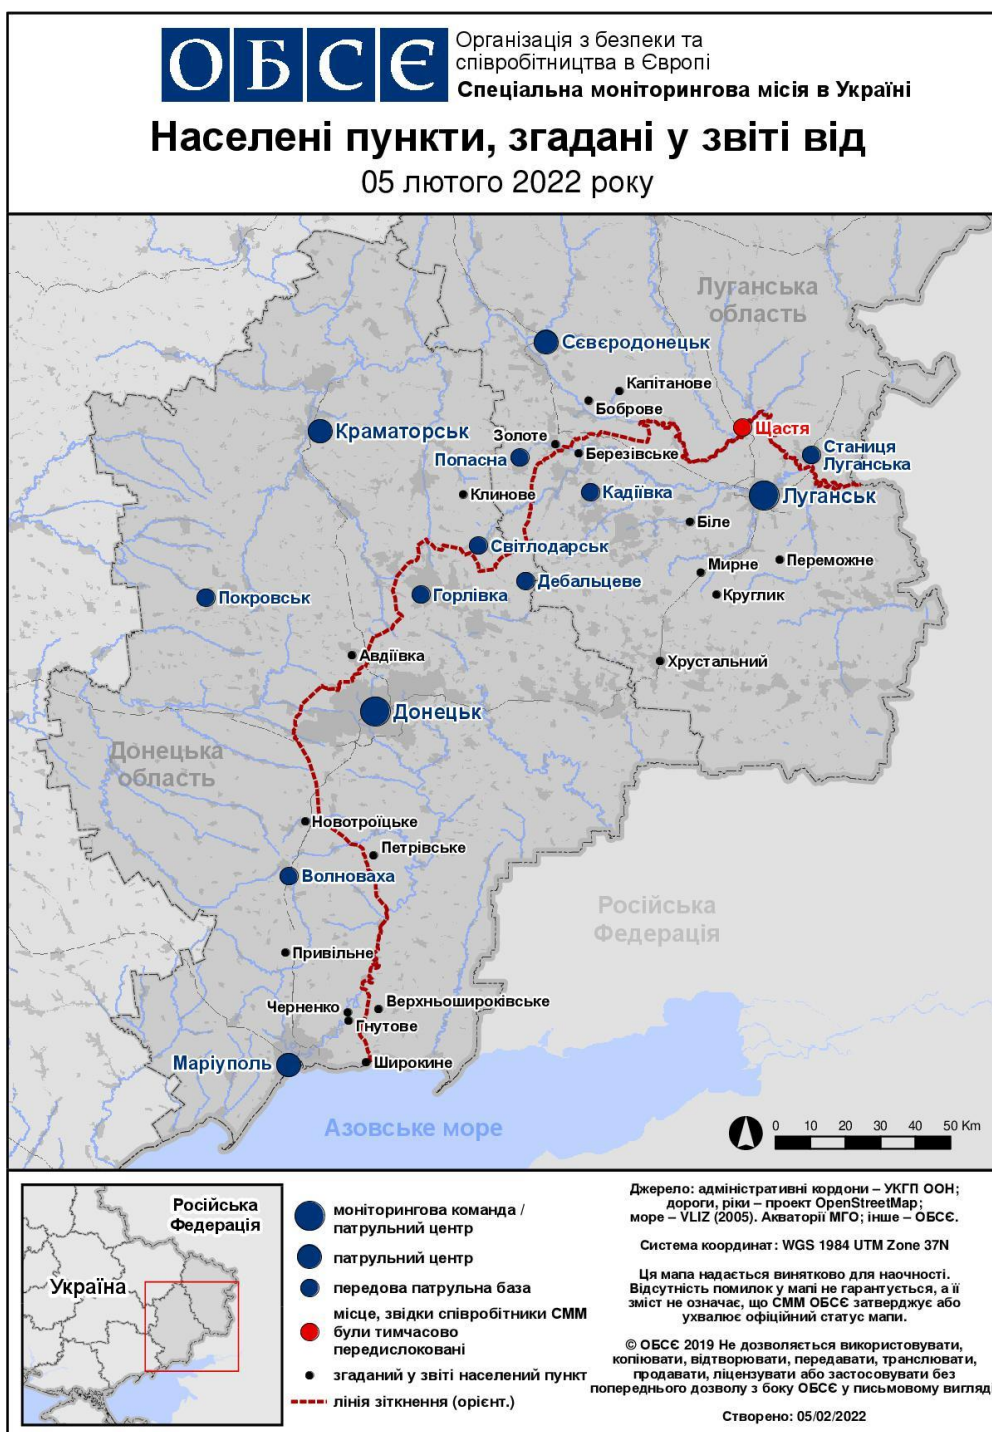 ОБСЄ
Організація з безпеки та
співробітництва в Європі
Спеціальна моніторингова місія в Україні
Населені пункти, згадані у звіті від
05 лютого 2022 року
Луганська
область
Сєвєродонецьк
Капітанове
Боброве
Щастя
Краматорськ
Золоте
Станиця
Луганська
Березівське
Попасна
Клинове
Кадіївка
Луганськ
Біле
Світлодарськ
Переможне
Мирне
Дебальцеве
Покровськ
Горлівка
Круглик
Авдіївка
Хрустальний
Донецьк
Донецька
область
Новотроїцьке
Петрівське
Волноваха
Російська
Федерація
Привільне
Черненко
Верхньошироківське
Гнутове
Маріуполь
Широкине
Азовське море
0 10 20 30 40 50 Km
Російська
Федерація
Україна
моніторингова команда /
патрульний центр
патрульний центр
передова патрульна база
місце, звідки співробітники СММ
були тимчасово
передислоковані
згаданий у звіті населений пункт
лінія зіткнення (орієнт.)
Джерело: адміністративні кордони – УКГП ООН;
дороги, ріки – проект OpenStreetMap;
море – VLIZ (2005). Акваторії МГО; інше – ОБСЄ.
Система координат: WGS 1984 UTM Zone 37N
Ця мапа надається винятково для наочності.
Відсутність помилок у мапі не гарантується, а її
зміст не означає, що СММ ОБСЄ затверджує або
ухвалює офіційний статус мапи.
© ОБСЄ 2019 Не дозволяється використовувати,
копіювати, відтворювати, передавати, транслювати,
продавати, ліцензувати або застосовувати без
попереднього дозволу з боку ОБСЄ у письмовому вигляді
Створено: 05/02/2022